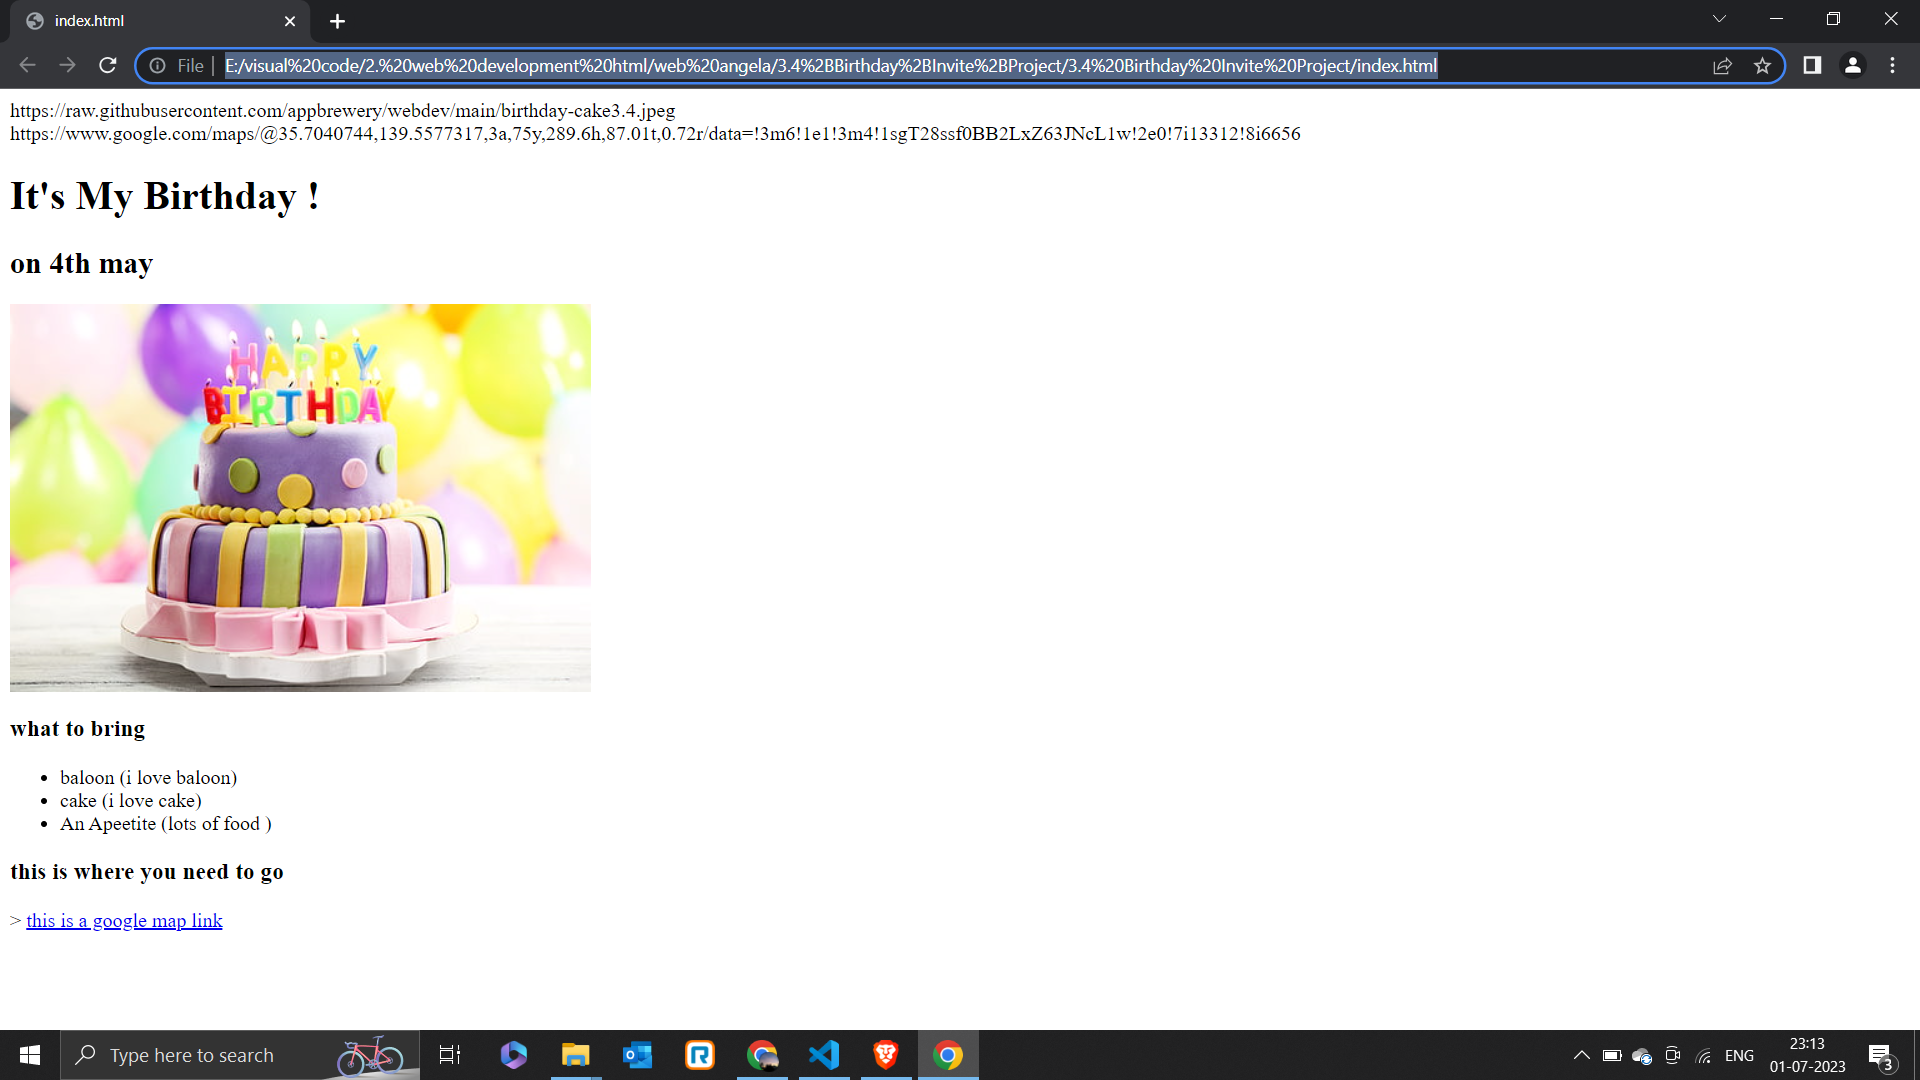 index.html
File | E:/visual%20code/2.%20web%20development%20html/web%20angela/3.4%2BBirthday%2BInvite%2BProject/3.4%20Birthday%20Invite%20Project/index.html
https://raw.githubusercontent.com/appbrewery/webdev/main/birthday-cake3.4.jpeg
https://www.google.com/maps/@35.7040744,139.5577317,3a,75y,289.6h,87.01t,0.72r/data=!3m6!1e1!3m4!1sgT28ssf0BB2LxZ63JNcL1w!2e0!7i13312!8i6656
It's My Birthday !
on 4th may
HAPPY
BIRTHDAY
what to bring
• baloon (i love baloon)
• cake (i love cake)
• An Apeetite (lots of food )
this is where you need to go
> this is a google map link
Type here to search
ENG
23:13
01-07-2023
3